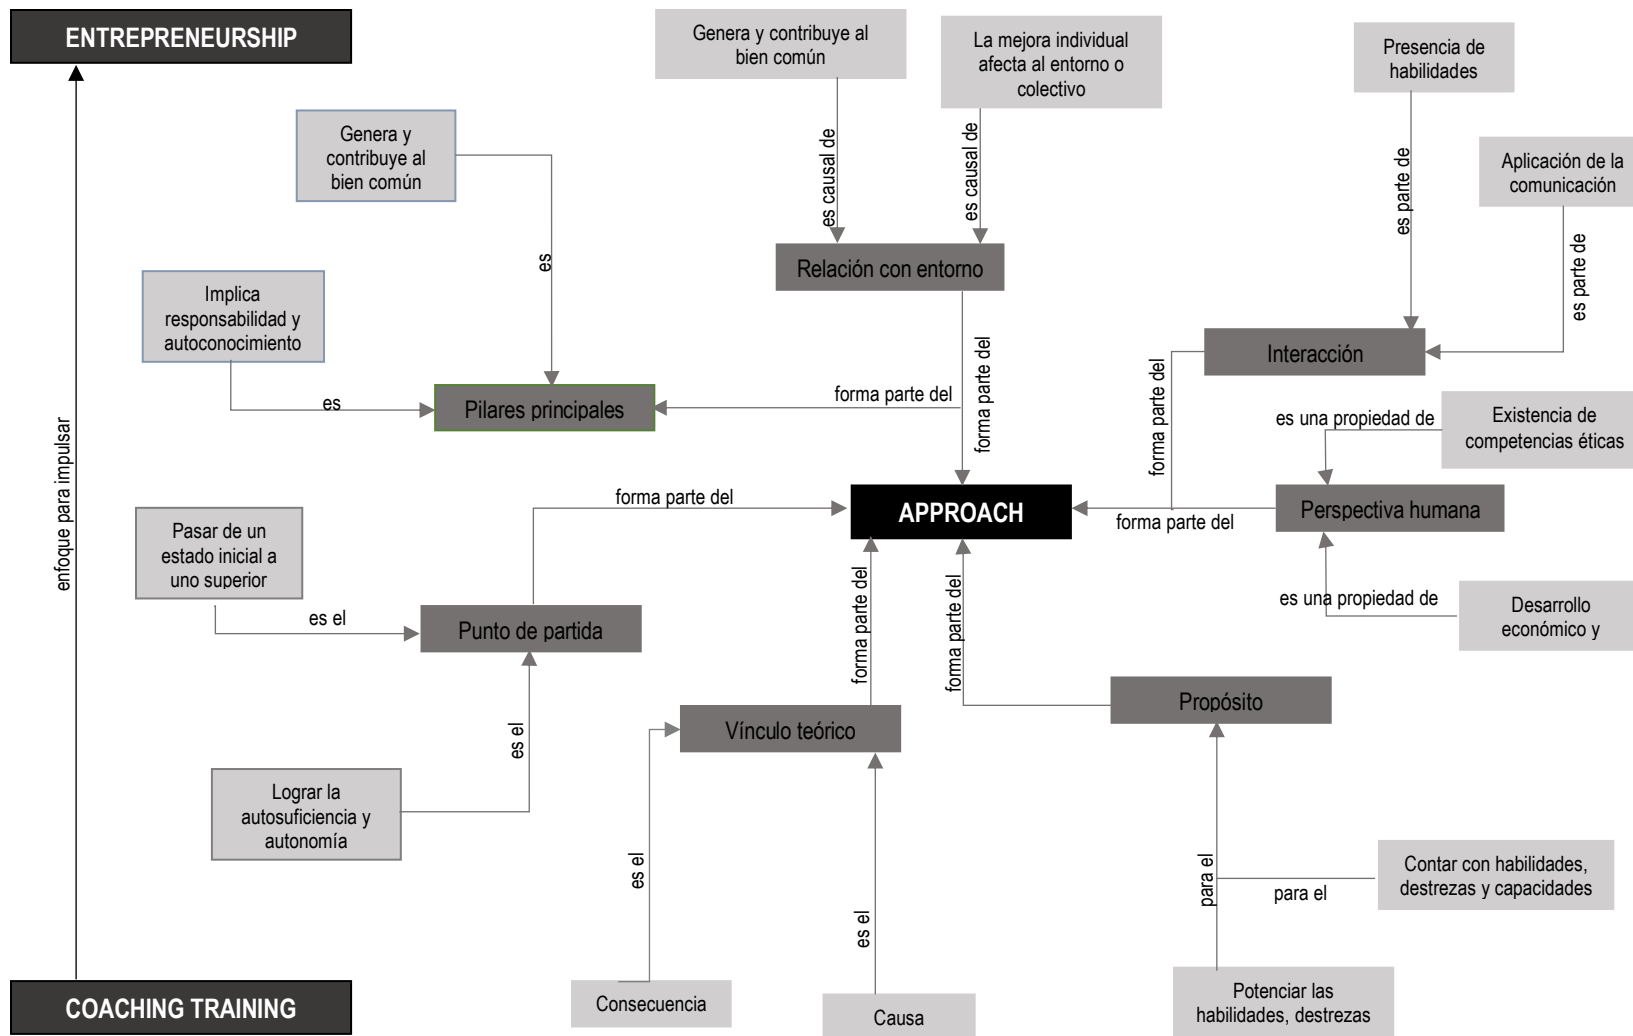 ENTREPRENEURSHIP
Genera y contribuye al
bien común
La mejora individual
afecta al entorno o
colectivo
Presencia de
habilidades
Genera y
contribuye al
bien común
Aplicación de la
comunicación
es causal de
es causal de
es parte de
es parte de
es
Relación con entorno
Implica
responsabilidad y
autoconocimiento
Interacción
es
Pilares principales
forma parte del
forma parte del
forma parte del
es una propiedad de
Existencia de
competencias éticas
enfoque para impulsar
forma parte del
APPROACH
forma parte del
Perspectiva humana
Pasar de un
estado inicial a
uno superior
es el
Punto de partida
forma parte del
forma parte del
es una propiedad de
Desarrollo
económico y
Propósito
Vínculo teórico
es el
Lograr la
autosuficiencia y
autonomía
es el
es el
para el
para el
Contar con habilidades,
destrezas y capacidades
COACHING TRAINING
Consecuencia
Causa
Potenciar las
habilidades, destrezas